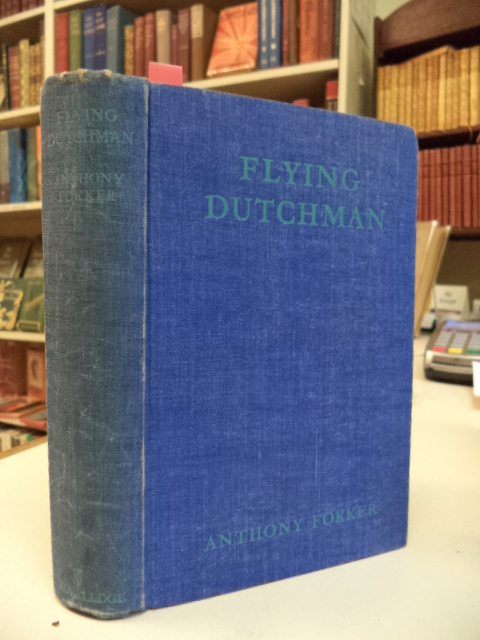 FLYING
DUTCHMAN
ANTHONY
FOKKER
FLYING
DUTCHMAN
ANTHONY FOKKER